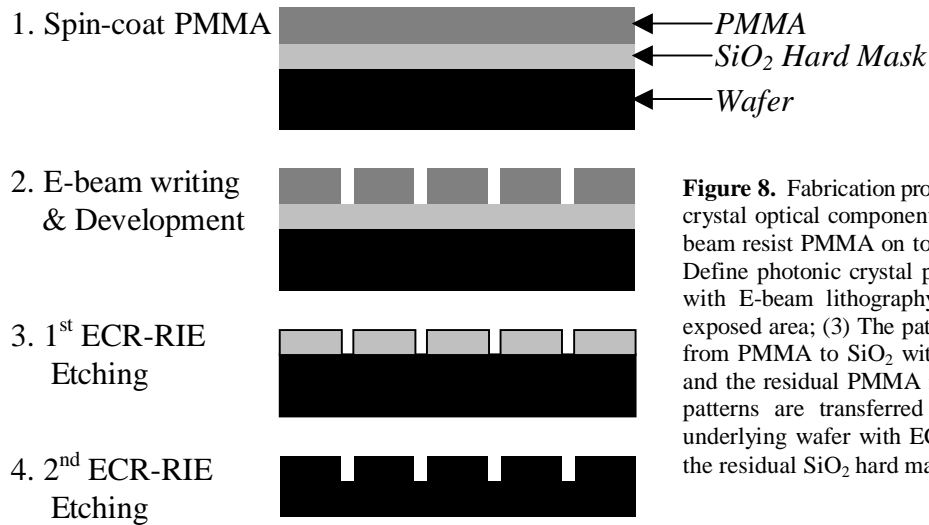 1. Spin-coat PMMA
PMMA
SiO₂ Hard Mask
Wafer
2. E-beam writing
& Development
3. 1ˢᵗ ECR-RIE
Etching
4. 2ⁿᵈ ECR-RIE
Etching
Figure 8. Fabrication pro
crystal optical component
beam resist PMMA on to
Define photonic crystal p
with E-beam lithography
exposed area; (3) The pat
from PMMA to SiO₂ wit
and the residual PMMA
patterns are transferred
underlying wafer with EC
the residual SiO₂ hard ma